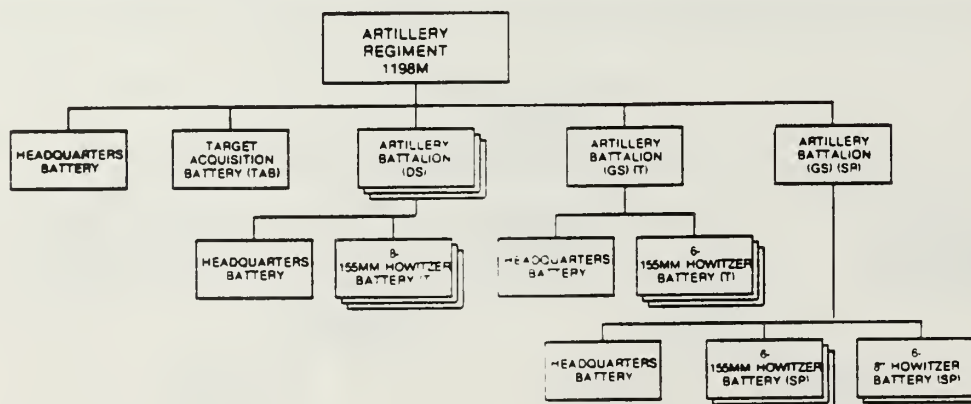 ARTILLERY
REGIMENT
1198M
HEADQUARTERS
BATTERY
TARGET
ACQUISITION
BATTERY (TAB)
ARTILLERY
BATTALION
(DS)
ARTILLERY
BATTALION
(GS) (T)
ARTILLERY
BATTALION
(GS) (SP)
HEADQUARTERS
BATTERY
8-
155MM HOWITZER
BATTERY (T
HEADQUARTERS
BATTERY
6-
155MM HOWITZER
BATTERY (T)
HEADQUARTERS
BATTERY
6-
155MM HOWITZER
BATTERY (SP)
6-
8" HOWITZER
BATTERY (SP)